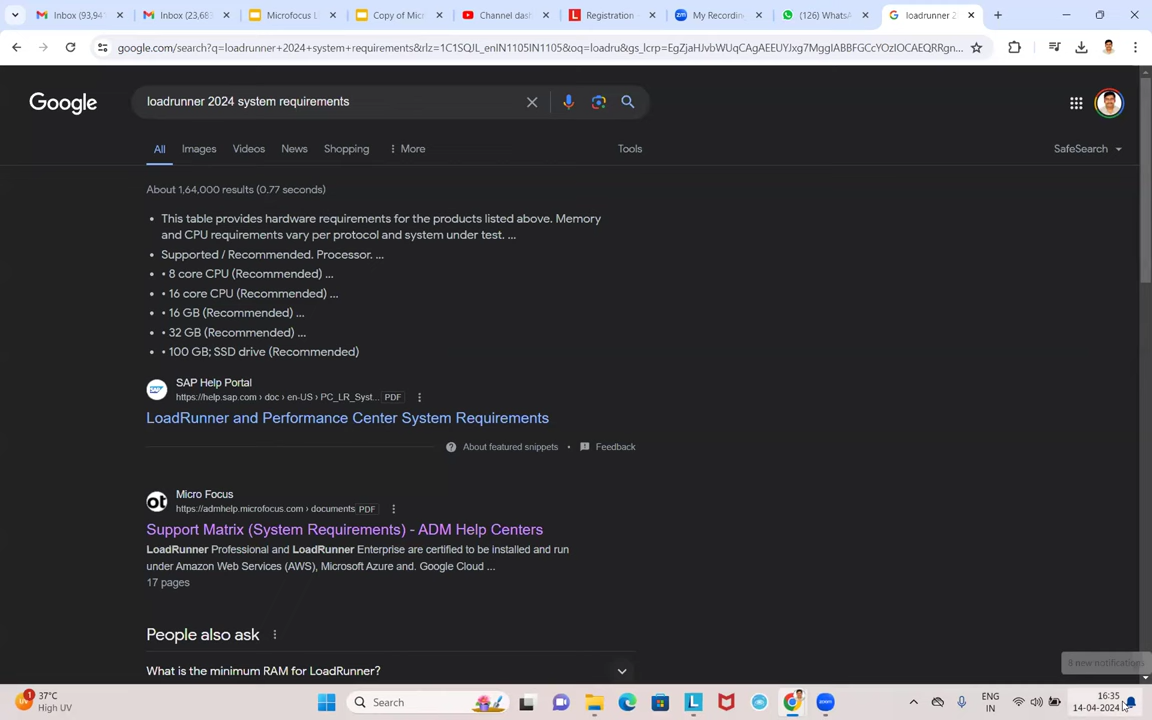 Inbox (93,94
Inbox (23,68
Microfocus L
Copy of Mic
Channel das
Registration
My Recordin
(126) WhatsA
loadrunner 2
google.com/search?q=loadrunner+2024+system+requirements&rlz=1C1SQJL_enIN1105IN1105&oq=loadru&gs_lcrp=EgZjaHJvbWUqCAgAEEUYJxg7MggIABBFGCcYOzIOCAEQRRgn...
Google
loadrunner 2024 system requirements
All
Images
Videos
News
Shopping
More
Tools
SafeSearch
About 1,64,000 results (0.77 seconds)
• This table provides hardware requirements for the products listed above. Memory
and CPU requirements vary per protocol and system under test. ...
• Supported / Recommended. Processor. ...
• • 8 core CPU (Recommended) ...
• • 16 core CPU (Recommended) ...
• • 16 GB (Recommended) ...
• • 32 GB (Recommended) ...
• • 100 GB; SSD drive (Recommended)
SAP Help Portal
https://help.sap.com › doc › en-US › PC_LR_Syst... PDF
LoadRunner and Performance Center System Requirements
About featured snippets • Feedback
Micro Focus
https://admhelp.microfocus.com › documents PDF
Support Matrix (System Requirements) - ADM Help Centers
LoadRunner Professional and LoadRunner Enterprise are certified to be installed and run
under Amazon Web Services (AWS), Microsoft Azure and. Google Cloud ...
17 pages
People also ask
What is the minimum RAM for LoadRunner?
8 new notifications
1
37°C
High UV
Search
ENG
IN
16:35
14-04-2024